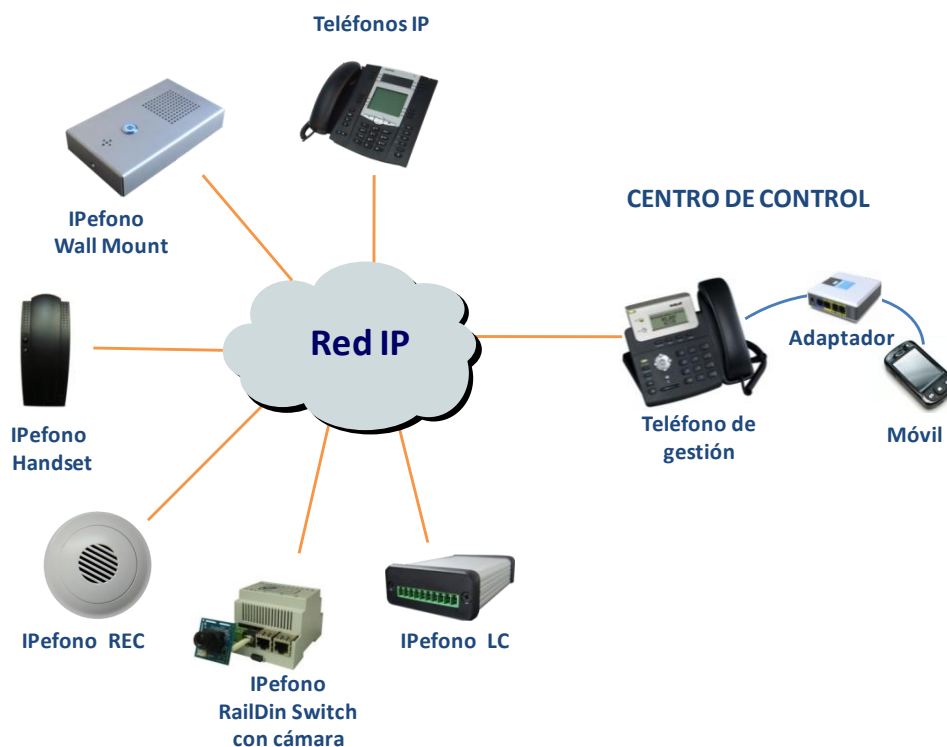 Teléfonos IP
IPefono
Wall Mount
CENTRO DE CONTROL
Red IP
Adaptador
IPefono
Handset
Teléfono de
gestión
Móvil
IPefono REC
IPefono LC
IPefono
RailDin Switch
con cámara